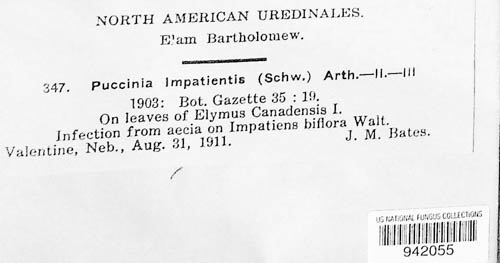 NORTH AMERICAN UREDINALES.
E'am Bartholomew.
347. Puccinia Impatientis (Schw.) Arth.—II.—III
1903: Bot. Gazette 35 : 19.
On leaves of Elymus Canadensis I.
Infection from aecia on Impatiens biflora Walt.
Valentine, Neb., Aug. 31, 1911. J. M. Bates.
US NATIONAL FUNGUS COLLECTIONS
942055